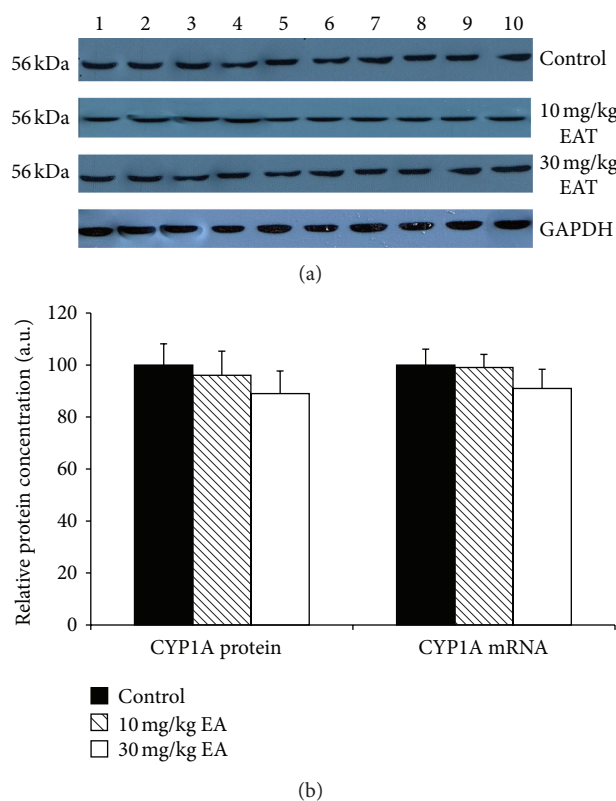 1 2 3 4 5 6 7 8 9 10
56 kDa Control
56 kDa 10 mg/kg
EAT
56 kDa 30 mg/kg
EAT
GAPDH
(a)
Relative protein concentration (a.u.)
120
100
80
60
40
20
0
CYP1A protein CYP1A mRNA
Control
10 mg/kg EA
30 mg/kg EA
(b)